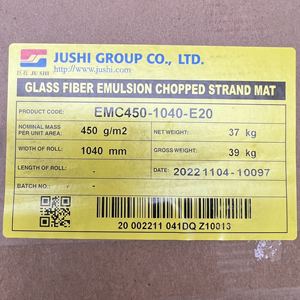 JUSHI GROUP CO., LTD.
巨石 JUSHI
http://www.jushi.com
GLASS FIBER EMULSION CHOPPED STRAND MAT
PRODUCT CODE: EMC450-1040-E20
NOMINAL MASS PER UNIT AREA: 450 g/m2 NET WEIGHT: 37 kg
WIDTH OF ROLL: 1040 mm GROSS WEIGHT: 39 kg
LENGTH OF ROLL: - DATE: 20221104-10097
BATCH NO.: -
20 002211 041DQ Z10013